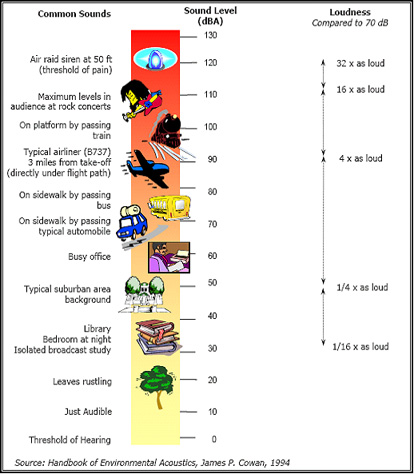 Common Sounds
Sound Level
(dBA)
Loudness
Compared to 70 dB
130
Air raid siren at 50 ft
(threshold of pain)
120
32 x as loud
Maximum levels in
audience at rock concerts
110
16 x as loud
On platform by passing
train
100
Typical airliner (B737)
3 miles from take-off
(directly under flight path)
90
4 x as loud
80
On sidewalk by passing
bus
70
On sidewalk by passing
typical automobile
Busy office
60
Typical suburban area
background
50
1/4 x as loud
40
Library
Bedroom at night
Isolated broadcast study
30
1/16 x as loud
Leaves rustling
20
Just Audible
10
Threshold of Hearing
0
Source: Handbook of Environmental Acoustics, James P. Cowan, 1994